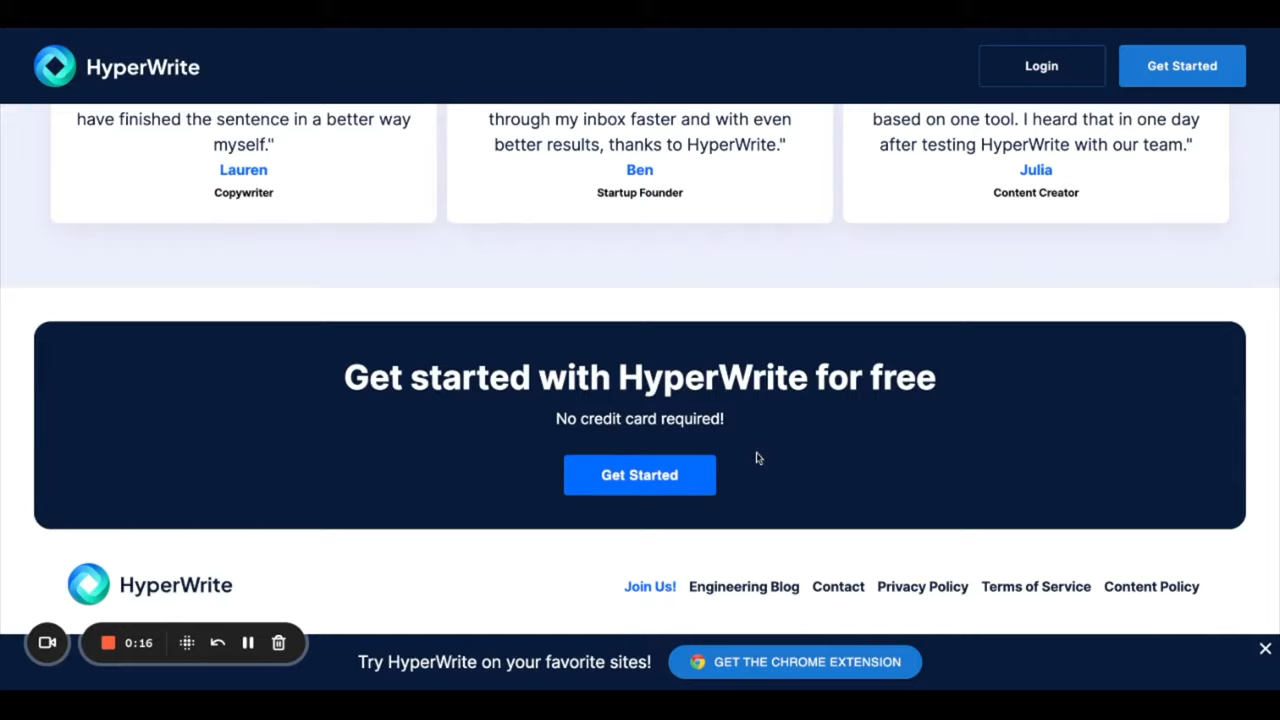 HyperWrite
Login
Get Started
have finished the sentence in a better way
myself."
Lauren
Copywriter
through my inbox faster and with even
better results, thanks to HyperWrite."
Ben
Startup Founder
based on one tool. I heard that in one day
after testing HyperWrite with our team."
Julia
Content Creator
Get started with HyperWrite for free
No credit card required!
Get Started
HyperWrite
Join Us! Engineering Blog Contact Privacy Policy Terms of Service Content Policy
0:16
Try HyperWrite on your favorite sites! GET THE CHROME EXTENSION